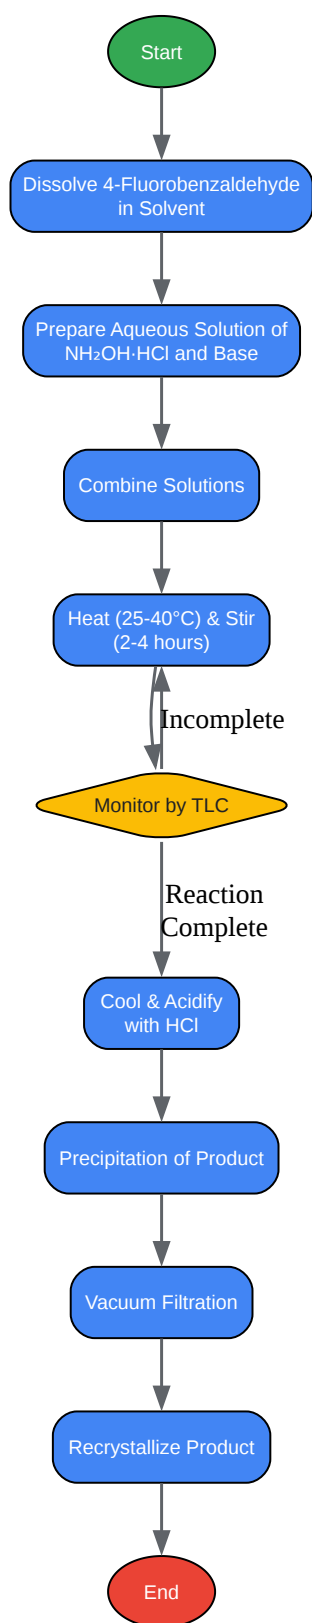 Start
Dissolve 4-Fluorobenzaldehyde
in Solvent
Prepare Aqueous Solution of
NH₂OH·HCl and Base
Combine Solutions
Heat (25-40°C) & Stir
(2-4 hours)
Incomplete
Monitor by TLC
Reaction
Complete
Cool & Acidify
with HCl
Precipitation of Product
Vacuum Filtration
Recrystallize Product
End